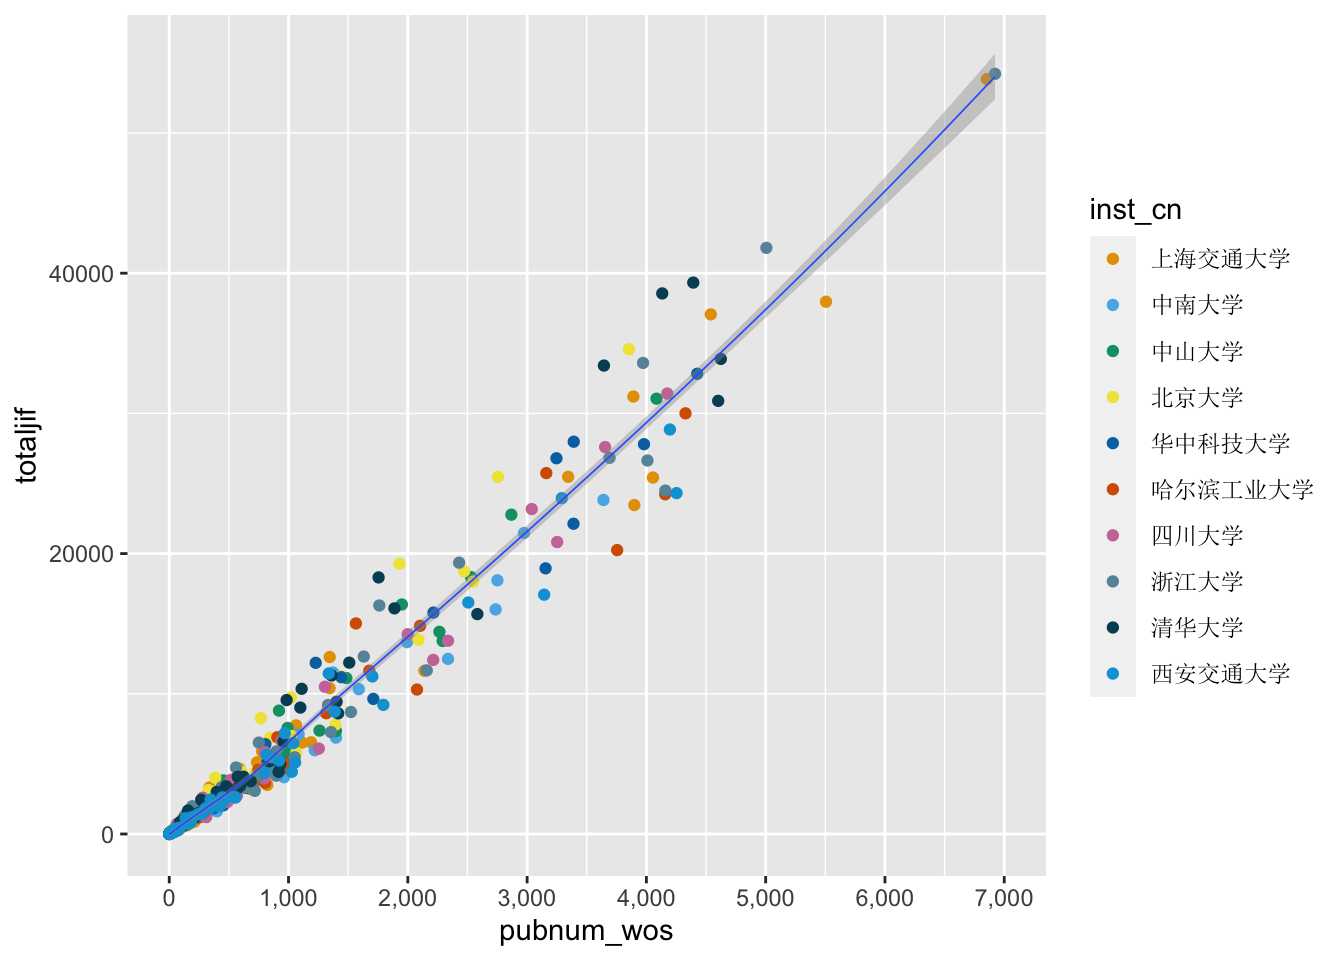 totaljif
40000
20000
0
0 1,000 2,000 3,000 4,000 5,000 6,000 7,000
pubnum_wos
inst_cn
上海交通大学
中南大学
中山大学
北京大学
华中科技大学
哈尔滨工业大学
四川大学
浙江大学
清华大学
西安交通大学